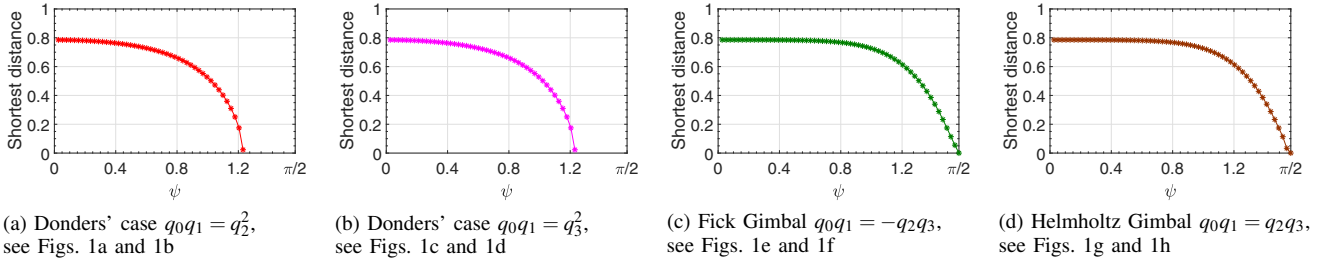 Shortest distance
1
0.8
0.6
0.4
0.2
0
0 0.4 0.8 1.2 π/2
ψ
(a) Donders' case q₀q₁ = q₂²,
see Figs. 1a and 1b
Shortest distance
1
0.8
0.6
0.4
0.2
0
0 0.4 0.8 1.2 π/2
ψ
(b) Donders' case q₀q₁ = q₃²,
see Figs. 1c and 1d
Shortest distance
1
0.8
0.6
0.4
0.2
0
0 0.4 0.8 1.2 π/2
ψ
(c) Fick Gimbal q₀q₁ = −q₂q₃,
see Figs. 1e and 1f
Shortest distance
1
0.8
0.6
0.4
0.2
0
0 0.4 0.8 1.2 π/2
ψ
(d) Helmholtz Gimbal q₀q₁ = q₂q₃,
see Figs. 1g and 1h